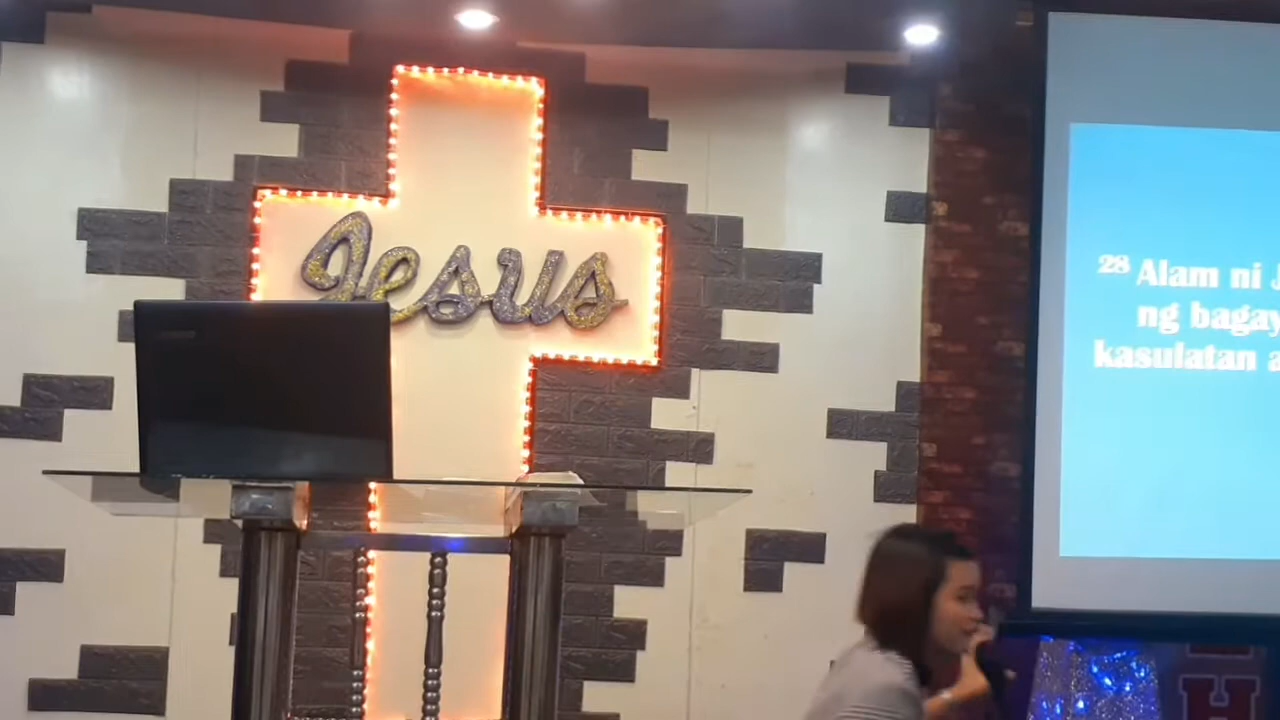 Jesus
28 Alam ni
ng bagay
kasulatan
H